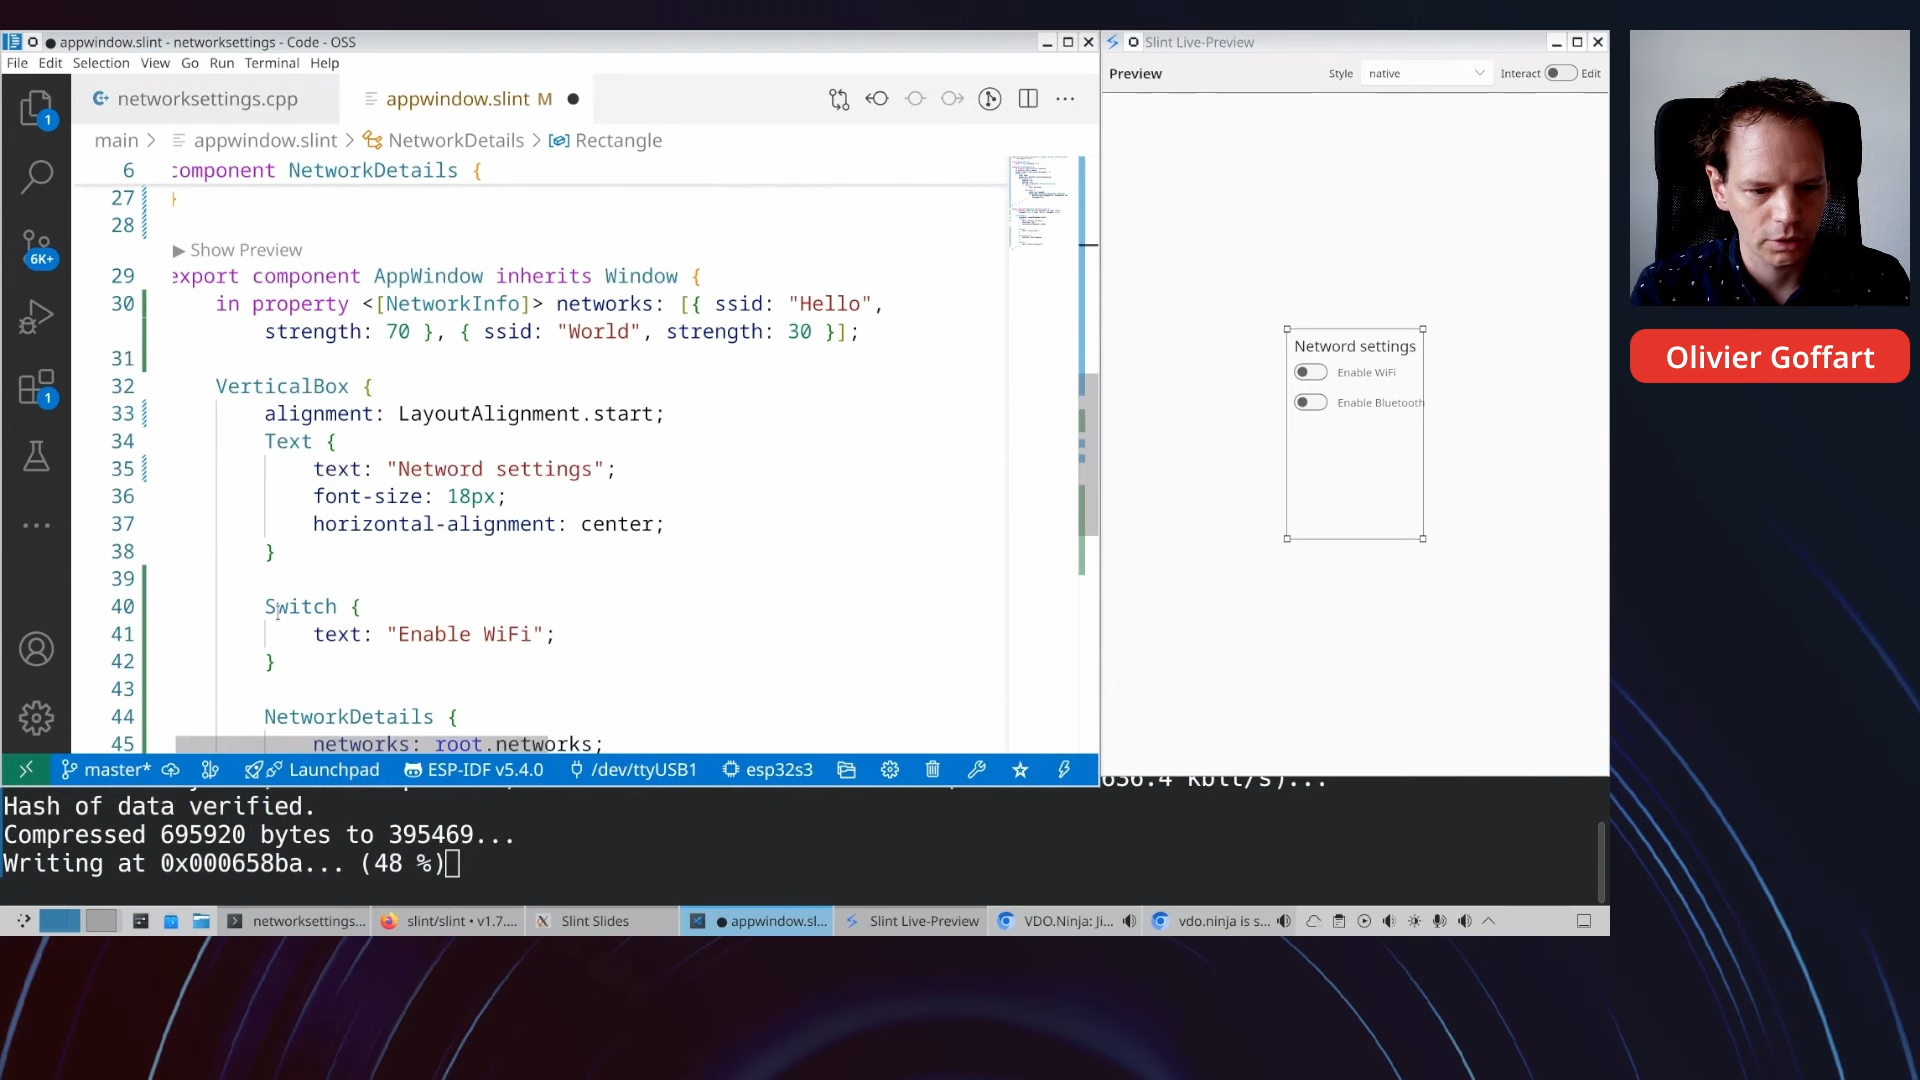 appwindow.slint - networksettings - Code - OSS
File Edit Selection View Go Run Terminal Help
networksettings.cpp
appwindow.slint M
main > appwindow.slint > NetworkDetails > Rectangle
6 component NetworkDetails {
27 }
28
▶ Show Preview
29 export component AppWindow inherits Window {
30 in property <[NetworkInfo]> networks: [{ ssid: "Hello",
strength: 70 }, { ssid: "World", strength: 30 }];
31
32 VerticalBox {
33 alignment: LayoutAlignment.start;
34 Text {
35 text: "Netword settings";
36 font-size: 18px;
37 horizontal-alignment: center;
38 }
39
40 Switch {
41 text: "Enable WiFi";
42 }
43
44 NetworkDetails {
45 networks: root.networks;
1
6K+
1
master* Launchpad ESP-IDF v5.4.0 /dev/ttyUSB1 esp32s3
Slint Live-Preview
Preview
Style native Interact Edit
Netword settings
Enable WiFi
Enable Bluetooth
Olivier Goffart
636.4 kbit/s)...
Hash of data verified.
Compressed 695920 bytes to 395469...
Writing at 0x000658ba... (48 %)
networksettings... slint/slint • v1.7.... Slint Slides appwindow.sl... Slint Live-Preview VDO.Ninja: Ji... vdo.ninja is s...